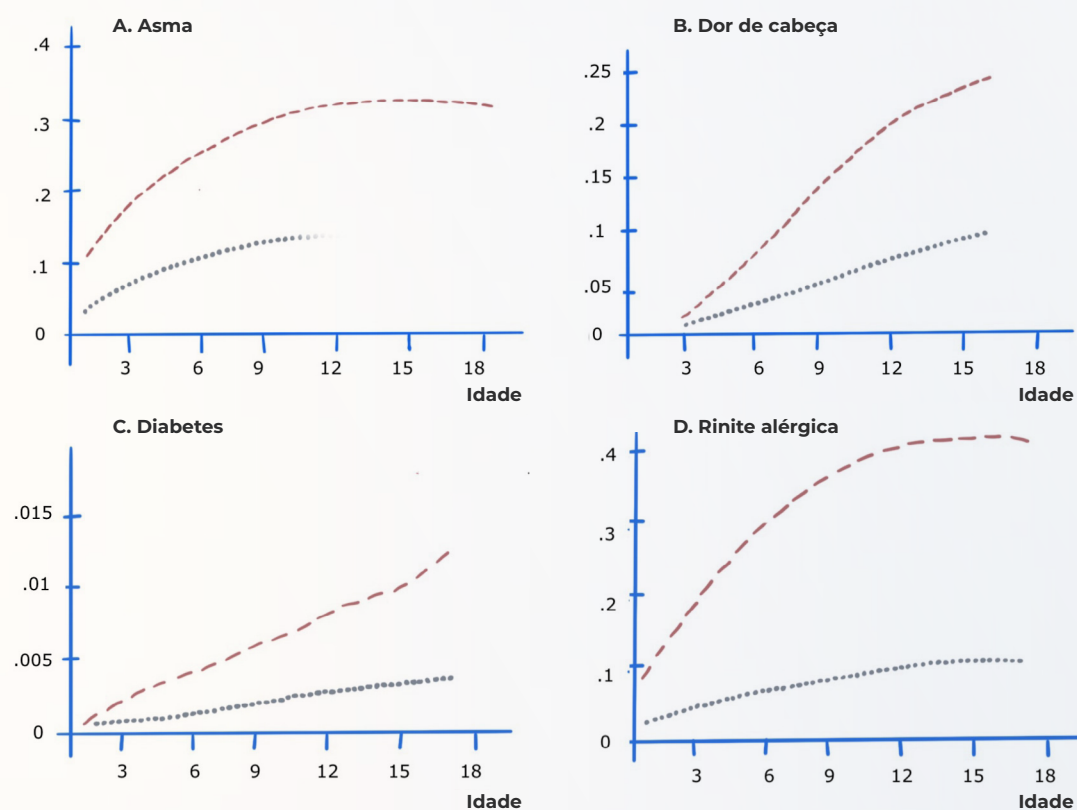 A. Asma
.4
.3
.2
.1
0
3 6 9 12 15 18
Idade
B. Dor de cabeça
.25
.2
.15
.1
.05
0
3 6 9 12 15 18
Idade
C. Diabetes
.015
.01
.005
0
3 6 9 12 15 18
Idade
D. Rinite alérgica
.4
.3
.2
.1
0
3 6 9 12 15 18
Idade